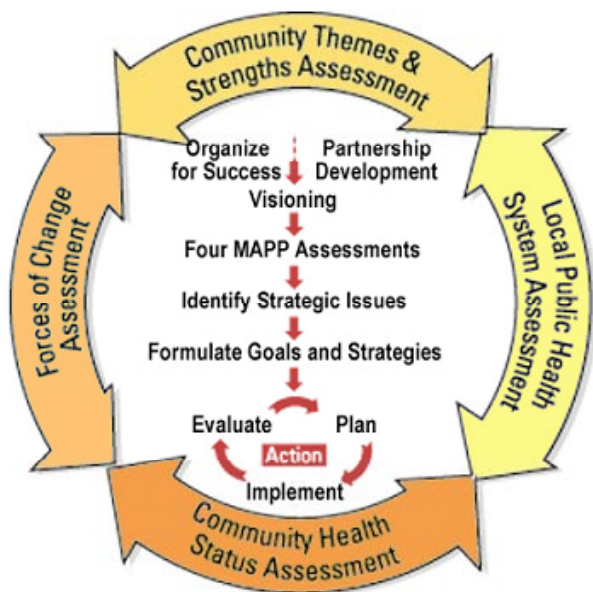 Community Themes &
Strengths Assessment
Organize
for Success
Partnership
Development
Visioning
Four MAPP Assessments
Identify Strategic Issues
Formulate Goals and Strategies
Evaluate
Plan
Action
Implement
Forces of Change
Assessment
Local Public Health
System Assessment
Community Health
Status Assessment